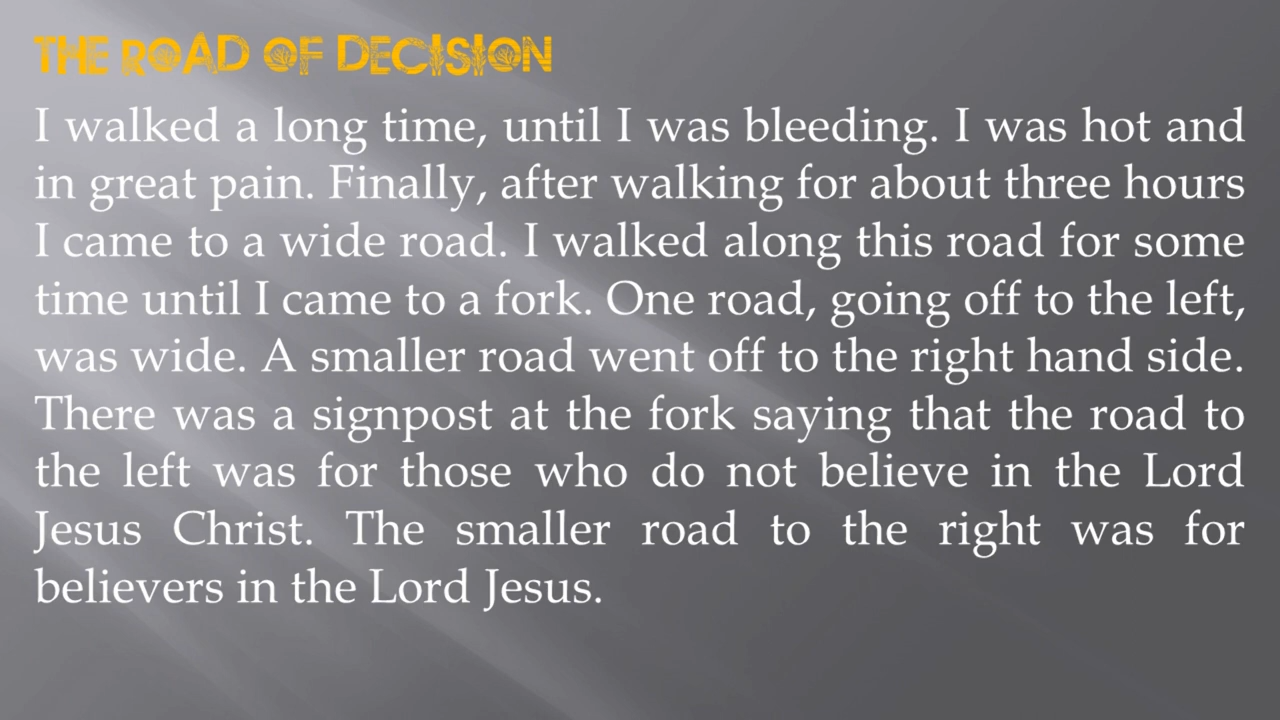 THE ROAD OF DECISION
I walked a long time, until I was bleeding. I was hot and
in great pain. Finally, after walking for about three hours
I came to a wide road. I walked along this road for some
time until I came to a fork. One road, going off to the left,
was wide. A smaller road went off to the right hand side.
There was a signpost at the fork saying that the road to
the left was for those who do not believe in the Lord
Jesus Christ. The smaller road to the right was for
believers in the Lord Jesus.